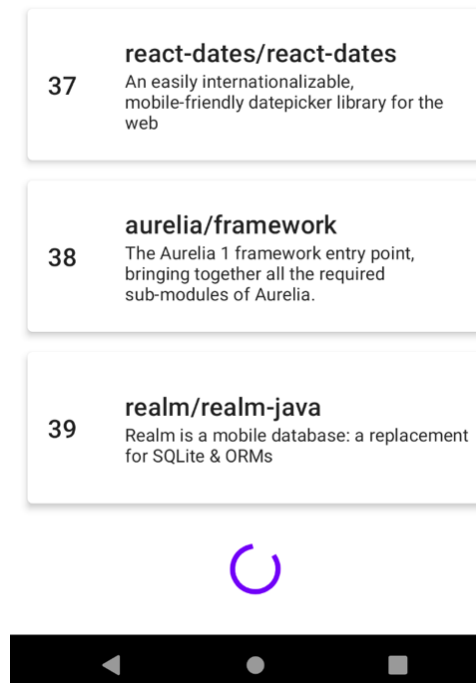 37
react-dates/react-dates
An easily internationalizable,
mobile-friendly datepicker library for the
web
38
aurelia/framework
The Aurelia 1 framework entry point,
bringing together all the required
sub-modules of Aurelia.
39
realm/realm-java
Realm is a mobile database: a replacement
for SQLite & ORMs